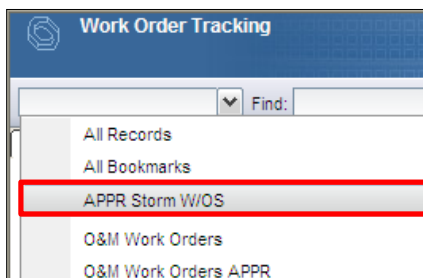 Work Order Tracking
Find:
All Records
All Bookmarks
APPR Storm W/OS
O&M Work Orders
O&M Work Orders APPR